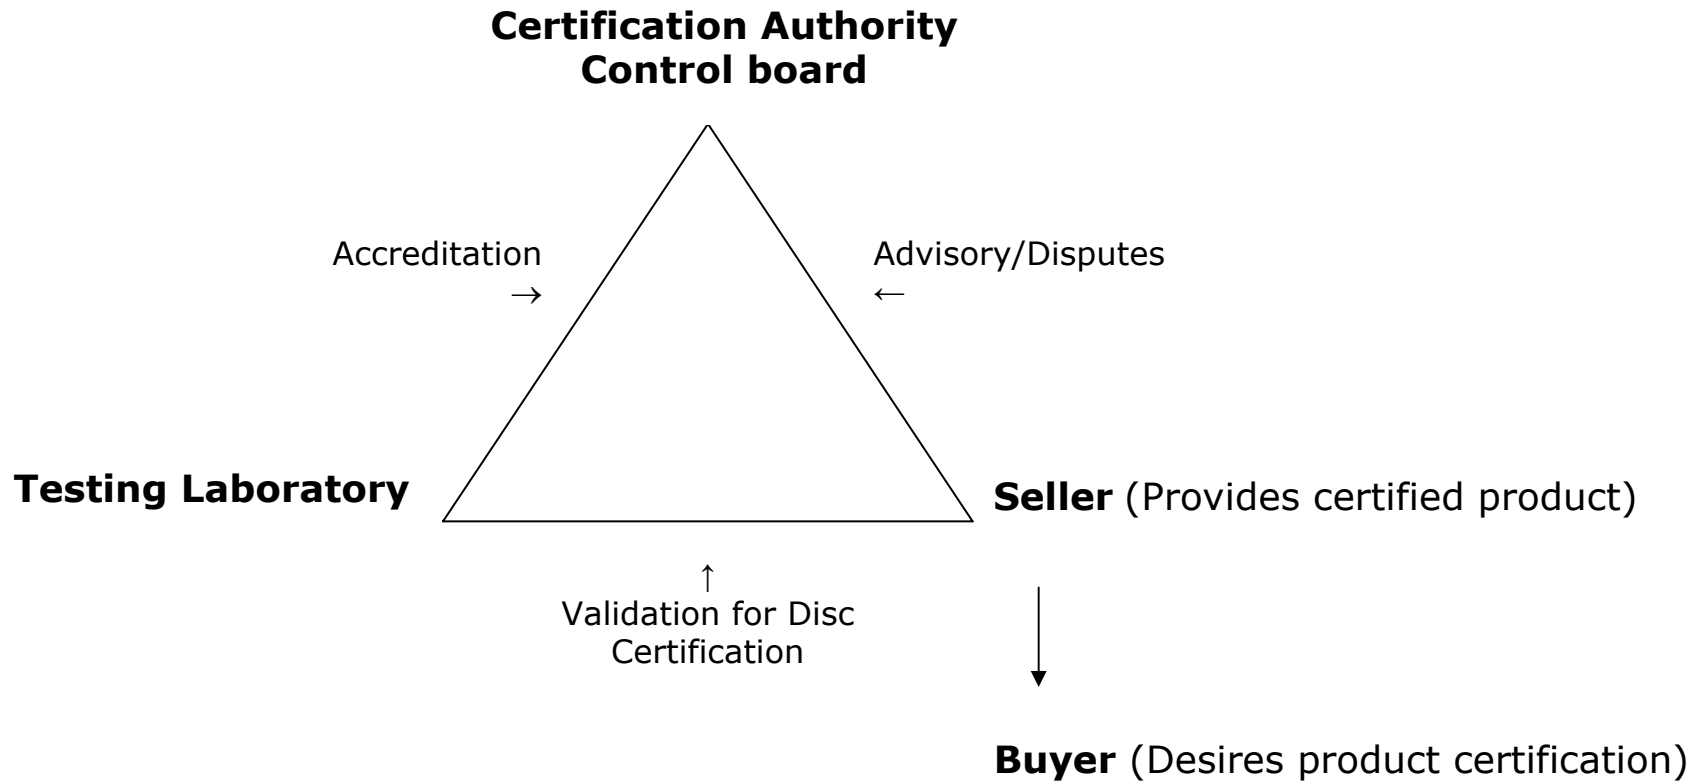 Certification Authority
Control board
Accreditation
→
Advisory/Disputes
←
Testing Laboratory
Seller (Provides certified product)
↑
Validation for Disc
Certification
Buyer (Desires product certification)